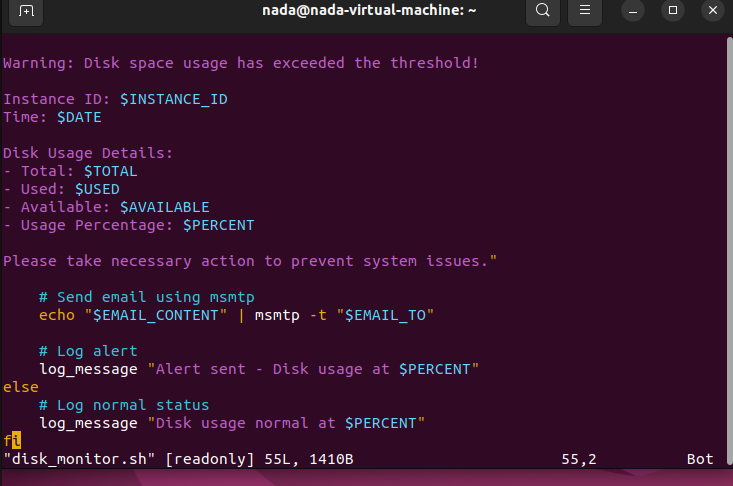 nada@nada-virtual-machine: ~
Warning: Disk space usage has exceeded the threshold!
Instance ID: $INSTANCE_ID
Time: $DATE
Disk Usage Details:
- Total: $TOTAL
- Used: $USED
- Available: $AVAILABLE
- Usage Percentage: $PERCENT
Please take necessary action to prevent system issues."
    # Send email using msmtp
    echo "$EMAIL_CONTENT" | msmtp -t "$EMAIL_TO"
    # Log alert
    log_message "Alert sent - Disk usage at $PERCENT"
else
    # Log normal status
    log_message "Disk usage normal at $PERCENT"
fi
"disk_monitor.sh" [readonly] 55L, 1410B 55,2 Bot